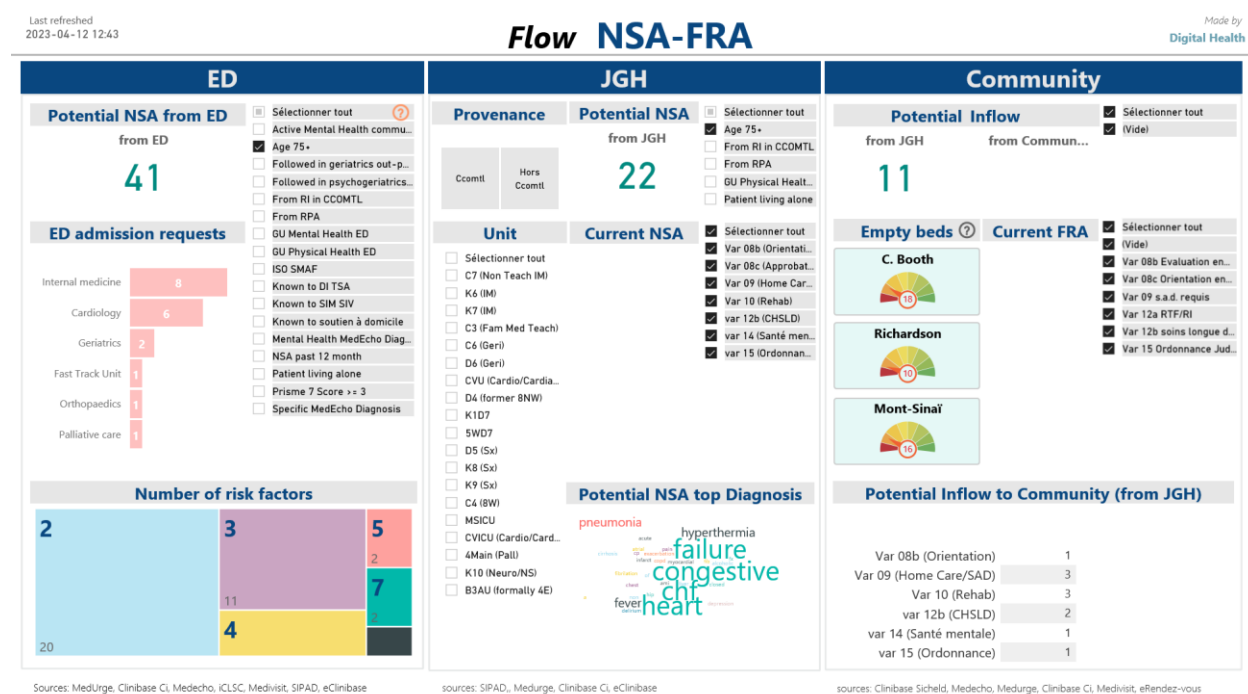 Last refreshed
2023-04-12 12:43
Flow NSA-FRA
Made by
Digital Health
ED
Potential NSA from ED
from ED
41
Sélectionner tout
Active Mental Health commu...
Age 75+
Followed in geriatrics out-p...
Followed in psychogeriatrics...
From RI in CCOMTL
From RPA
GU Mental Health ED
GU Physical Health ED
ISO SMAF
Known to DI TSA
Known to SIM SIV
Known to soutien à domicile
Mental Health MedEcho Diag...
NSA past 12 month
Patient living alone
Prisme 7 Score >= 3
Specific MedEcho Diagnosis
ED admission requests
Internal medicine 8
Cardiology 6
Geriatrics 2
Fast Track Unit 1
Orthopaedics 1
Palliative care 1
Number of risk factors
2
20
3
11
4
5
2
7
2
Sources: MedUrge, Clinibase Ci, Medecho, iCLSC, Medivisit, SIPAD, eClinibase
JGH
Provenance
Ccomtl
Hors
Ccomtl
Potential NSA
from JGH
22
Sélectionner tout
Age 75+
From RI in CCOMTL
From RPA
GU Physical Healt...
Patient living alone
Unit
Sélectionner tout
C7 (Non Teach IM)
K6 (IM)
K7 (IM)
C3 (Fam Med Teach)
C6 (Geri)
D6 (Geri)
CVU (Cardio/Cardia...
D4 (former 8NW)
K1D7
5WD7
D5 (Sx)
K8 (Sx)
K9 (Sx)
C4 (8W)
MSICU
CVICU (Cardio/Card...
4Main (Pall)
K10 (Neuro/NS)
B3AU (formally 4E)
Current NSA
Sélectionner tout
Var 08b (Orientati...
Var 08c (Approbat...
Var 09 (Home Car...
Var 10 (Rehab)
var 12b (CHSLD)
var 14 (Santé men...
var 15 (Ordonnan...
Potential NSA top Diagnosis
pneumonia
hyperthermia
acute
failure
congestive
chf
fever
heart
sources: SIPAD,, Medurge, Clinibase Ci, eClinibase
Community
Potential Inflow
from JGH
11
from Commun...
Sélectionner tout
(Vide)
Empty beds ?
C. Booth
18
Richardson
10
Mont-Sinaï
16
Current FRA
Sélectionner tout
(Vide)
Var 08b Evaluation en...
Var 08c Orientation en...
Var 09 s.a.d. requis
Var 12a RTF/RI
Var 12b soins longue d...
Var 15 Ordonnance Jud...
Potential Inflow to Community (from JGH)
Var 08b (Orientation) 1
Var 09 (Home Care/SAD) 3
Var 10 (Rehab) 3
var 12b (CHSLD) 2
var 14 (Santé mentale) 1
var 15 (Ordonnance) 1
sources: Clinibase Sicheld, Medecho, Medurge, Clinibase Ci, Medivisit, eRendez-vous